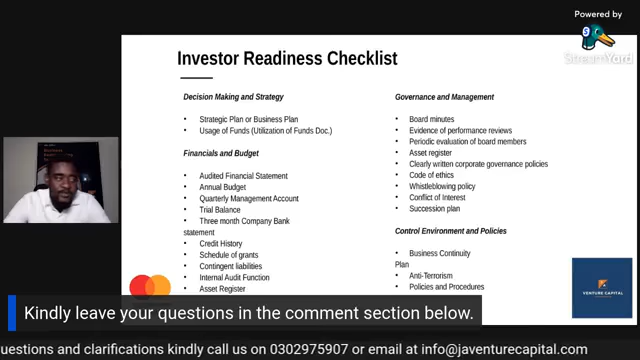 Powered by
StreamYard
Investor Readiness Checklist
Decision Making and Strategy
• Strategic Plan or Business Plan
• Usage of Funds (Utilization of Funds Doc.)
Financials and Budget
• Audited Financial Statement
• Annual Budget
• Quarterly Management Account
• Trial Balance
• Three month Company Bank
statement
• Credit History
• Schedule of grants
• Contingent liabilities
• Internal Audit Function
• Asset Register
Governance and Management
• Board minutes
• Evidence of performance reviews
• Periodic evaluation of board members
• Asset register
• Clearly written corporate governance policies
• Code of ethics
• Whistleblowing policy
• Conflict of Interest
• Succession plan
Control Environment and Policies
• Business Continuity
Plan
• Anti-Terrorism
• Policies and Procedures
VENTURE CAPITAL
Kindly leave your questions in the comment section below.
uestions and clarifications kindly call us on 0302975907 or email at info@javenturecapital.com